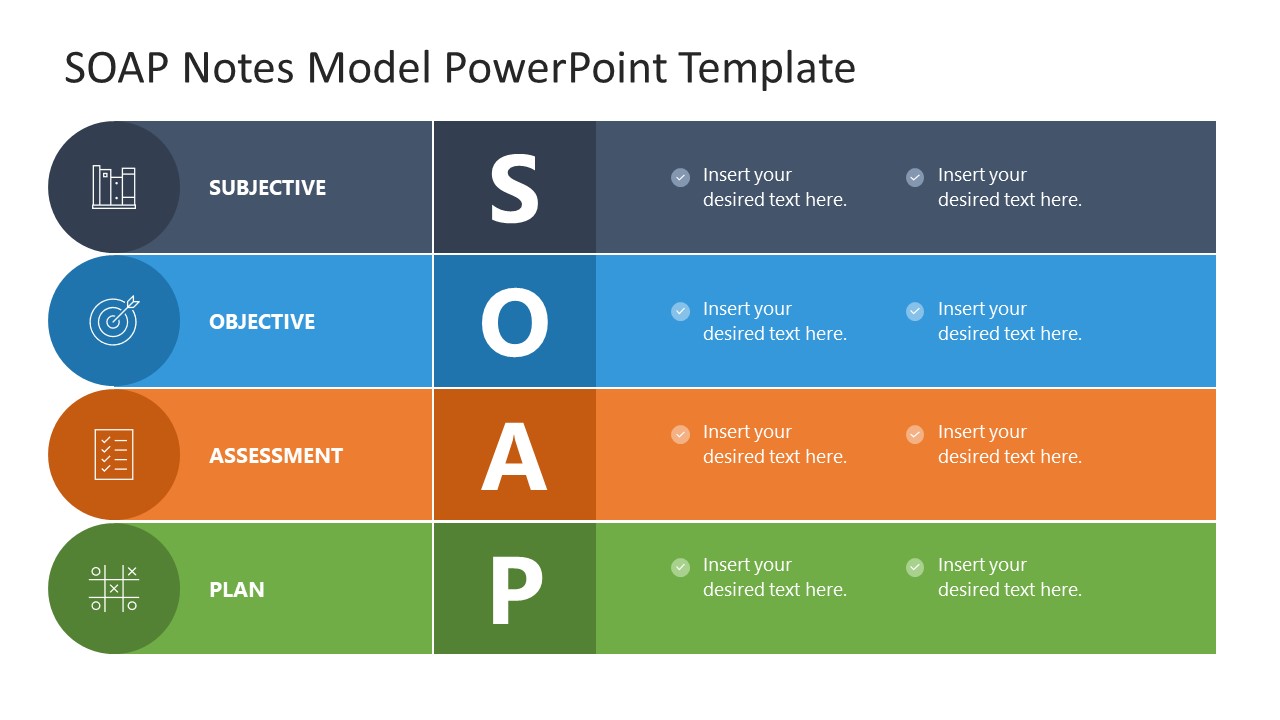 SOAP Notes Model PowerPoint Template
SUBJECTIVE
S
Insert your
desired text here.
Insert your
desired text here.
OBJECTIVE
O
Insert your
desired text here.
Insert your
desired text here.
ASSESSMENT
A
Insert your
desired text here.
Insert your
desired text here.
PLAN
P
Insert your
desired text here.
Insert your
desired text here.